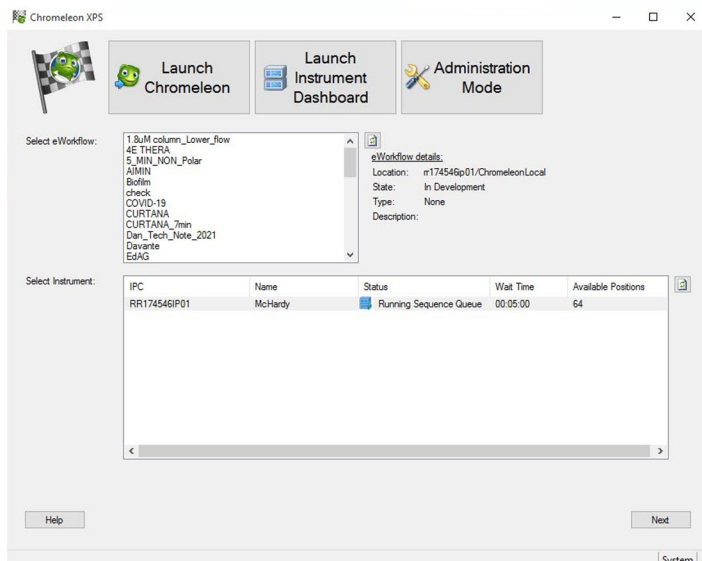 Chromeleon XPS
Launch Chromeleon
Launch Instrument Dashboard
Administration Mode
Select eWorkflow:
1.8uM column_Lower_flow
4E THERA
5_MIN_NON_Polar
AIMIN
Biofilm
check
COVID-19
CURTANA
CURTANA_7min
Dan_Tech_Note_2021
Davante
EdAG
eWorkflow details:
Location: rr174546ip01/ChromeleonLocal
State: In Development
Type: None
Description:
Select Instrument:
IPC Name Status Wait Time Available Positions
RR174546IP01 McHardy Running Sequence Queue 00:05:00 64
Help
Next
System